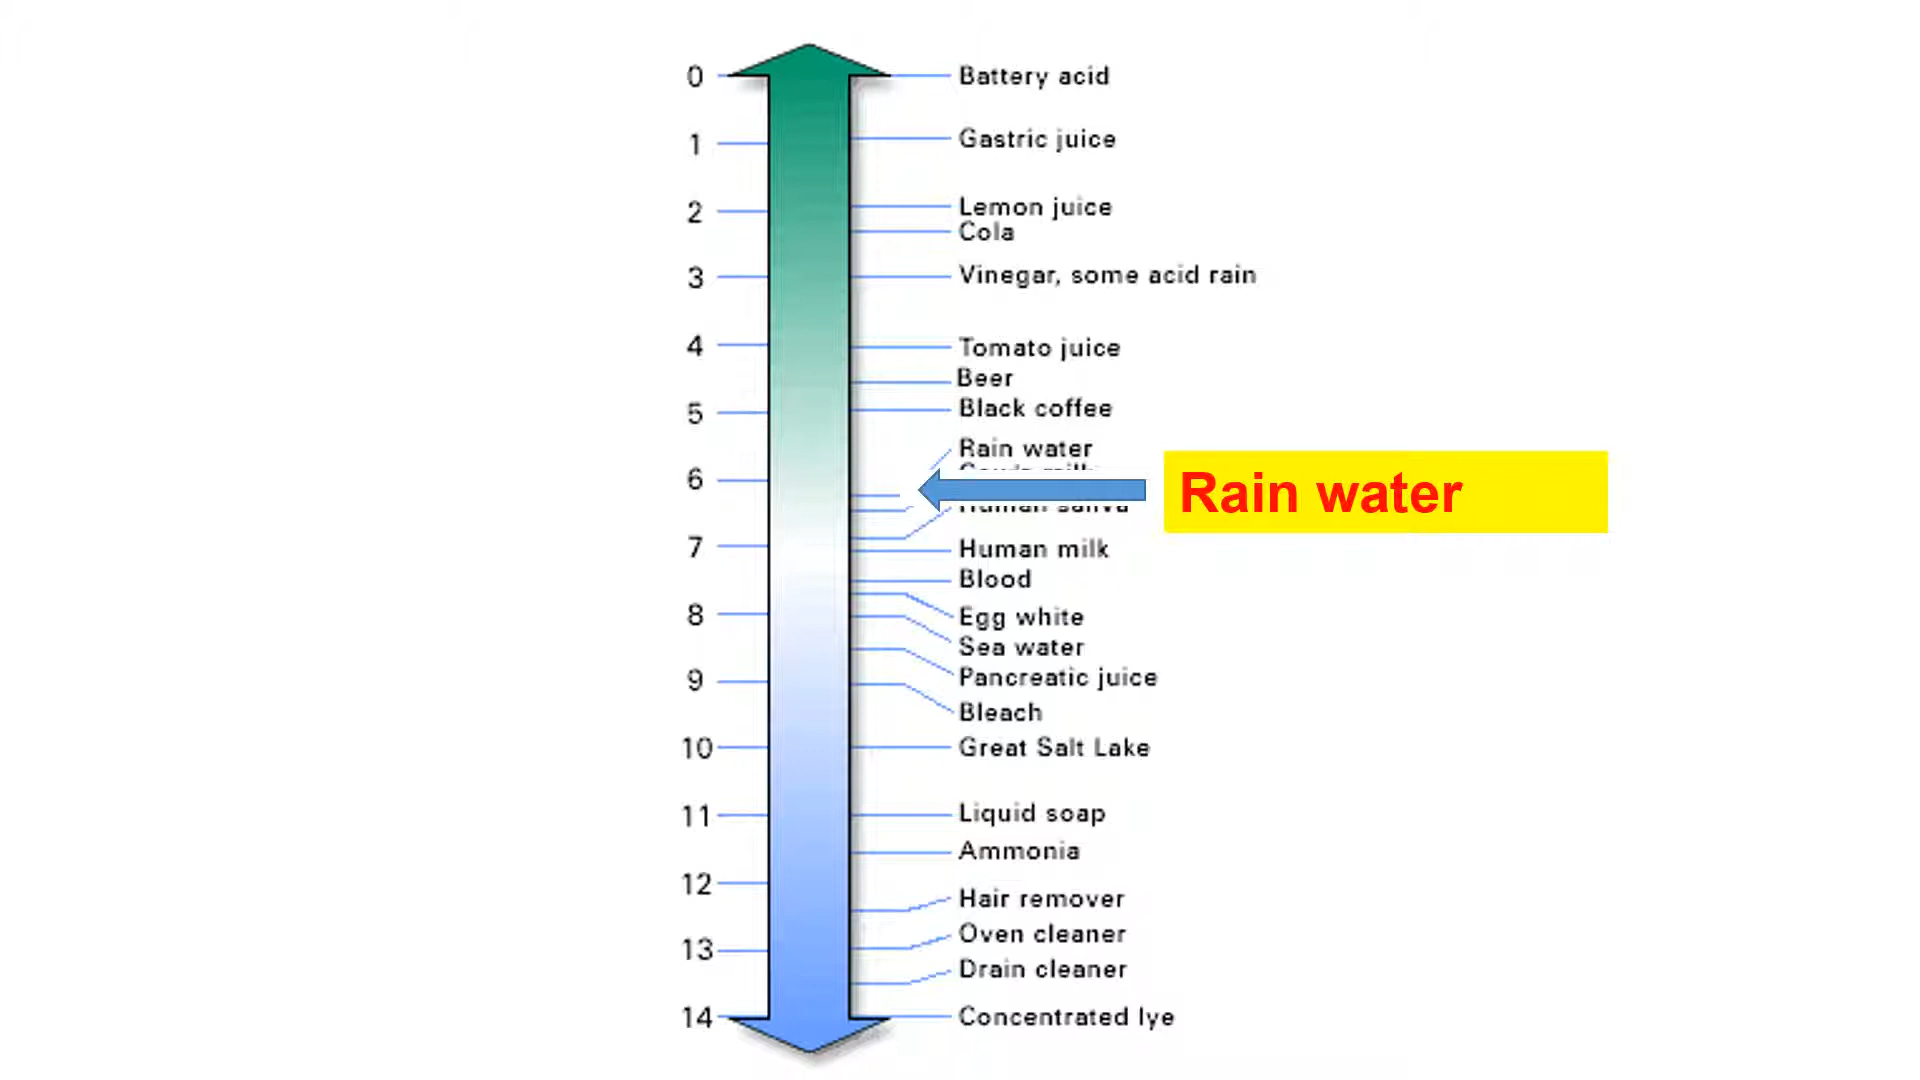 0 Battery acid
1 Gastric juice
2 Lemon juice
Cola
3 Vinegar, some acid rain
4 Tomato juice
Beer
5 Black coffee
Rain water
6
Rain water
7 Human milk
Blood
8 Egg white
Sea water
9 Pancreatic juice
Bleach
10 Great Salt Lake
11 Liquid soap
Ammonia
12 Hair remover
13 Oven cleaner
Drain cleaner
14 Concentrated lye